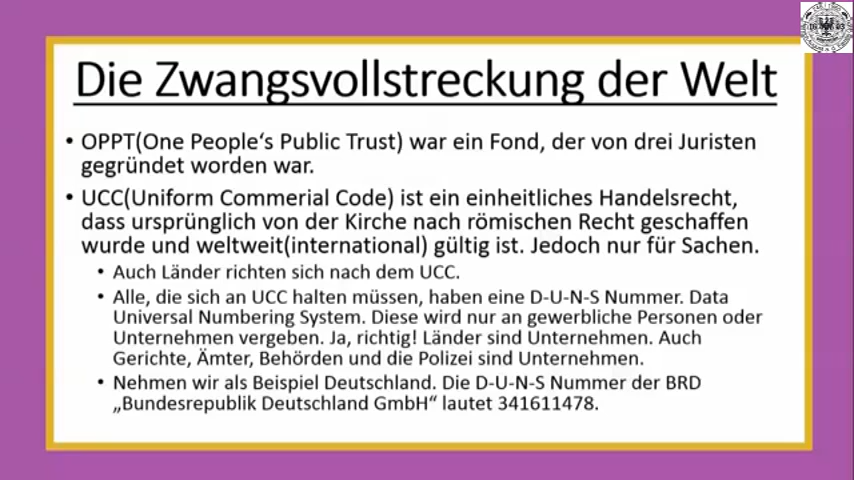 Die Zwangsvollstreckung der Welt
• OPPT(One People‘s Public Trust) war ein Fond, der von drei Juristen
gegründet worden war.
• UCC(Uniform Commerial Code) ist ein einheitliches Handelsrecht,
dass ursprünglich von der Kirche nach römischen Recht geschaffen
wurde und weltweit(international) gültig ist. Jedoch nur für Sachen.
• Auch Länder richten sich nach dem UCC.
• Alle, die sich an UCC halten müssen, haben eine D-U-N-S Nummer. Data
Universal Numbering System. Diese wird nur an gewerbliche Personen oder
Unternehmen vergeben. Ja, richtig! Länder sind Unternehmen. Auch
Gerichte, Ämter, Behörden und die Polizei sind Unternehmen.
• Nehmen wir als Beispiel Deutschland. Die D-U-N-S Nummer der BRD
„Bundesrepublik Deutschland GmbH“ lautet 341611478.